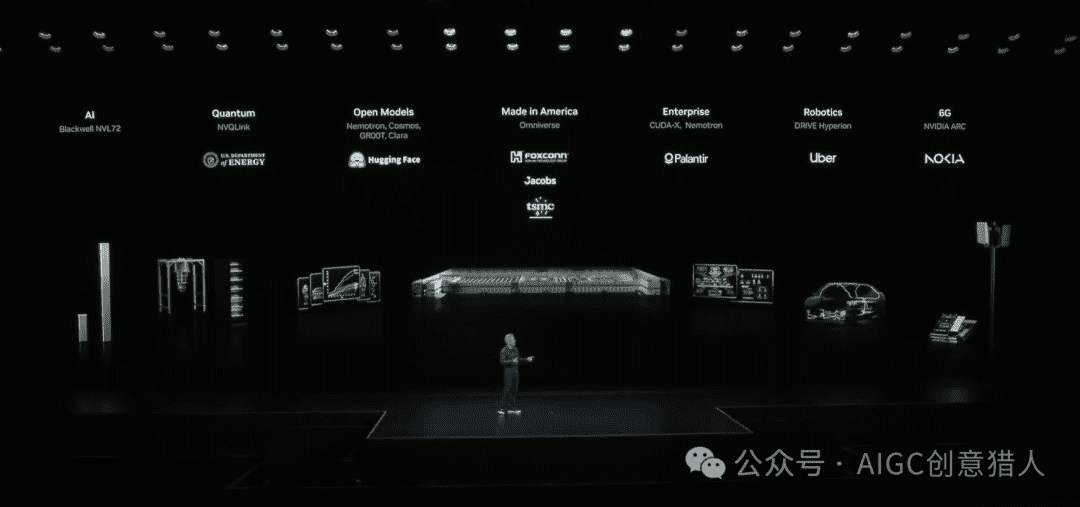 AI
Blackwell NVL72
Quantum
NVQLink
U.S. DEPARTMENT
of ENERGY
Open Models
Nemotron, Cosmos,
GR00T, Clara
Hugging Face
Made in America
Omniverse
FOXCONN
Jacobs
tsmc
Enterprise
CUDA-X, Nemotron
Palantir
Robotics
DRIVE Hyperion
Uber
6G
NVIDIA ARC
NOKIA
公众号 · AIGC创意猎人